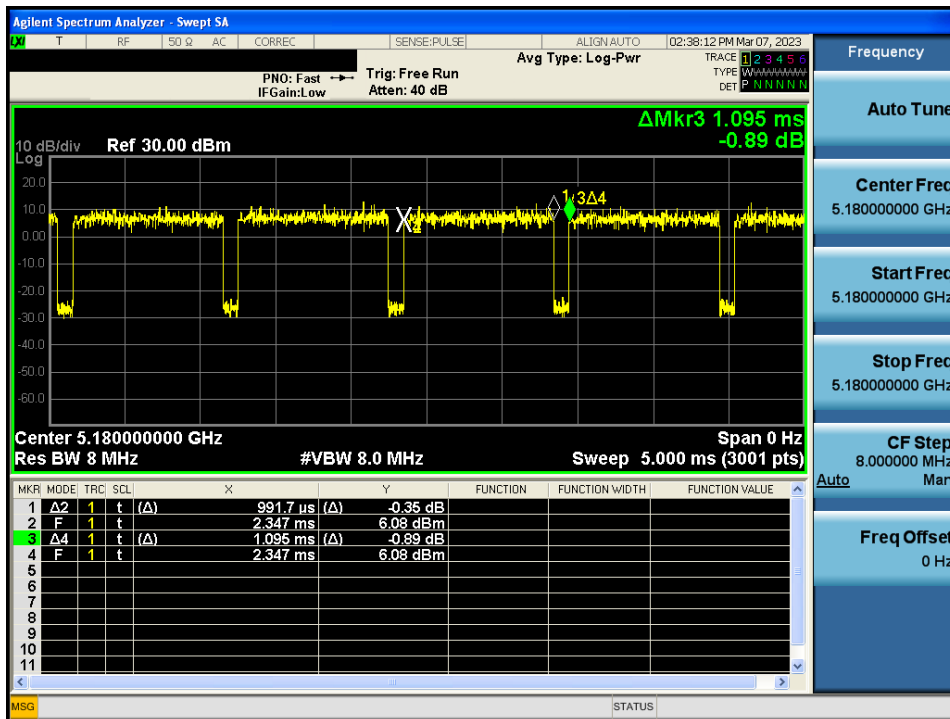 Agilent Spectrum Analyzer - Swept SA
LXI T RF 50 Ω AC CORREC SENSE:PULSE ALIGN AUTO 02:38:12 PM Mar 07, 2023
Frequency
PNO: Fast
IFGain:Low
Trig: Free Run
Atten: 40 dB
Avg Type: Log-Pwr
TRACE 1 2 3 4 5 6
TYPE WWWWWW
DET P N N N N N
Auto Tune
ΔMkr3 1.095 ms
-0.89 dB
10 dB/div Ref 30.00 dBm
Log
20.0
10.0
0.00
-10.0
-20.0
-30.0
-40.0
-50.0
-60.0
1
3Δ4
4
Center Freq
5.180000000 GHz
Start Freq
5.180000000 GHz
Stop Freq
5.180000000 GHz
Center 5.180000000 GHz Span 0 Hz
Res BW 8 MHz #VBW 8.0 MHz Sweep 5.000 ms (3001 pts)
CF Step
8.000000 MHz
Auto Man
Freq Offset
0 Hz
MKR MODE TRC SCL X Y FUNCTION FUNCTION WIDTH FUNCTION VALUE
1 Δ2 1 t (Δ) 991.7 µs (Δ) -0.35 dB
2 F 1 t 2.347 ms 6.08 dBm
3 Δ4 1 t (Δ) 1.095 ms (Δ) -0.89 dB
4 F 1 t 2.347 ms 6.08 dBm
5
6
7
8
9
10
11
MSG STATUS